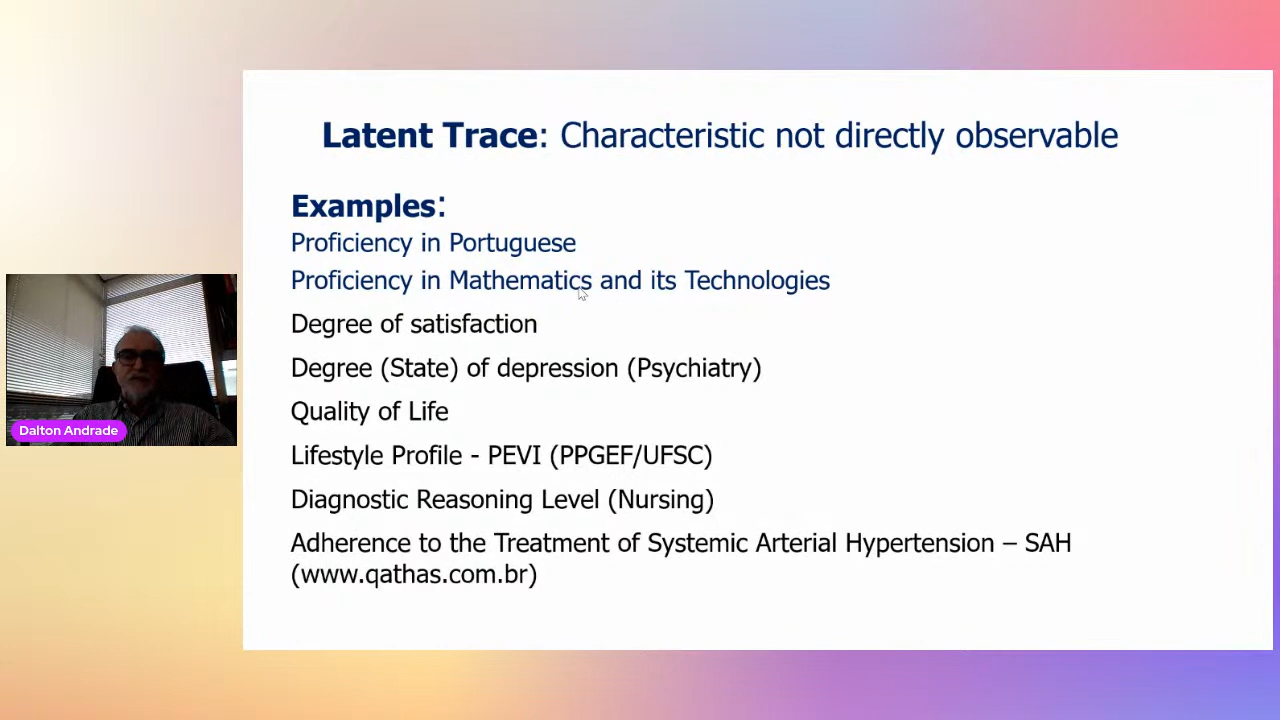 Latent Trace: Characteristic not directly observable
Examples:
Proficiency in Portuguese
Proficiency in Mathematics and its Technologies
Degree of satisfaction
Degree (State) of depression (Psychiatry)
Quality of Life
Lifestyle Profile - PEVI (PPGEF/UFSC)
Diagnostic Reasoning Level (Nursing)
Adherence to the Treatment of Systemic Arterial Hypertension – SAH
(www.qathas.com.br)
Dalton Andrade